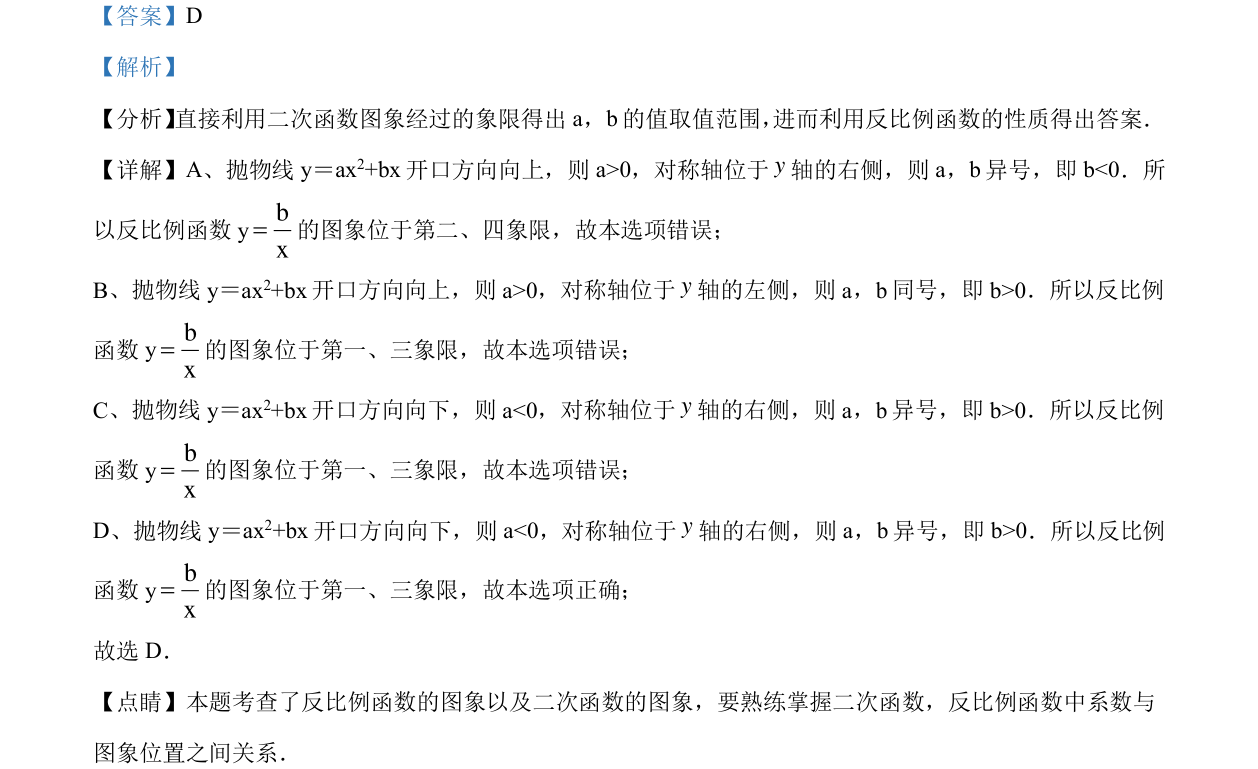 【答案】D
【解析】
【分析】直接利用二次函数图象经过的象限得出 a，b 的值取值范围,进而利用反比例函数的性质得出答案．
【详解】A、抛物线 y＝ax²+bx 开口方向向上，则 a>0，对称轴位于 y 轴的右侧，则 a，b 异号，即 b<0．所
以反比例函数 y= b/x 的图象位于第二、四象限，故本选项错误；
B、抛物线 y＝ax²+bx 开口方向向上，则 a>0，对称轴位于 y 轴的左侧，则 a，b 同号，即 b>0．所以反比例
函数 y= b/x 的图象位于第一、三象限，故本选项错误；
C、抛物线 y＝ax²+bx 开口方向向下，则 a<0，对称轴位于 y 轴的右侧，则 a，b 异号，即 b>0．所以反比例
函数 y= b/x 的图象位于第一、三象限，故本选项错误；
D、抛物线 y＝ax²+bx 开口方向向下，则 a<0，对称轴位于 y 轴的右侧，则 a，b 异号，即 b>0．所以反比例
函数 y= b/x 的图象位于第一、三象限，故本选项正确；
故选 D．
【点睛】本题考查了反比例函数的图象以及二次函数的图象，要熟练掌握二次函数，反比例函数中系数与
图象位置之间关系．